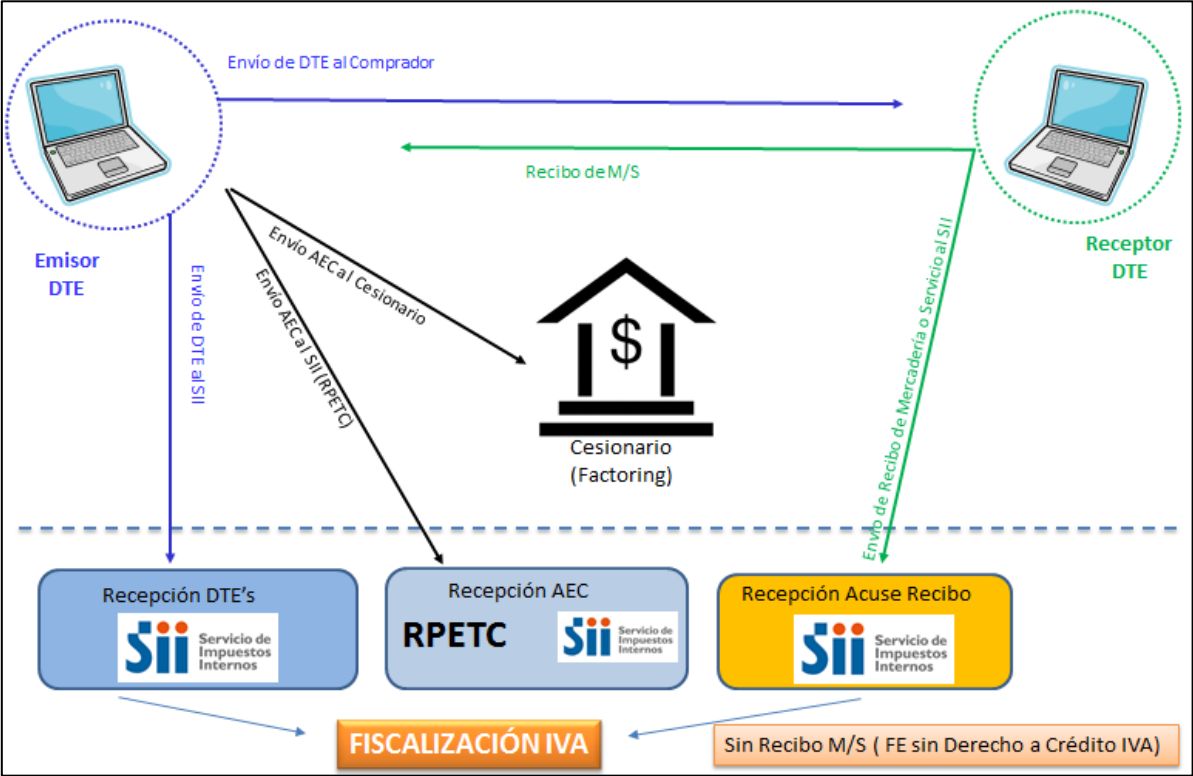 Envío de DTE al Comprador
Recibo de M/S
Emisor
DTE
Receptor
DTE
Envío de DTE al SII
Envío AEC al Cesionario
Envío AEC al SII (RPETC)
Envío de Recibo de Mercadería o Servicio al SII
$
Cesionario
(Factoring)
Recepción DTE's
Sii Servicio de
Impuestos
Internos
Recepción AEC
RPETC
Sii Servicio de
Impuestos
Internos
Recepción Acuse Recibo
Sii Servicio de
Impuestos
Internos
FISCALIZACIÓN IVA
Sin Recibo M/S ( FE sin Derecho a Crédito IVA)